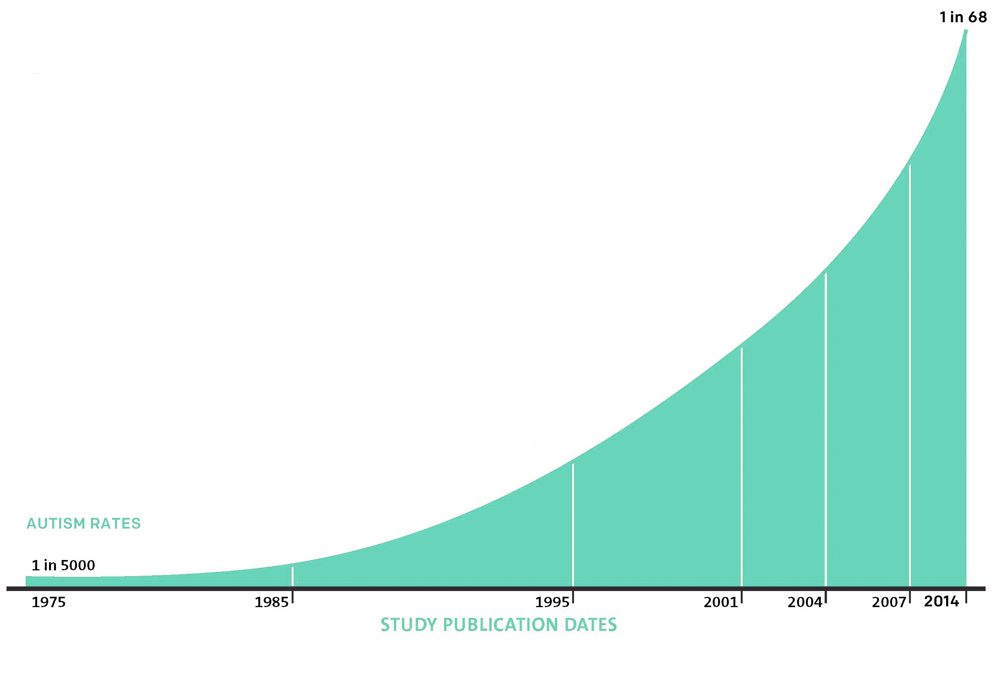 1 in 68
AUTISM RATES
1 in 5000
1975 1985 1995 2001 2004 2007 2014
STUDY PUBLICATION DATES